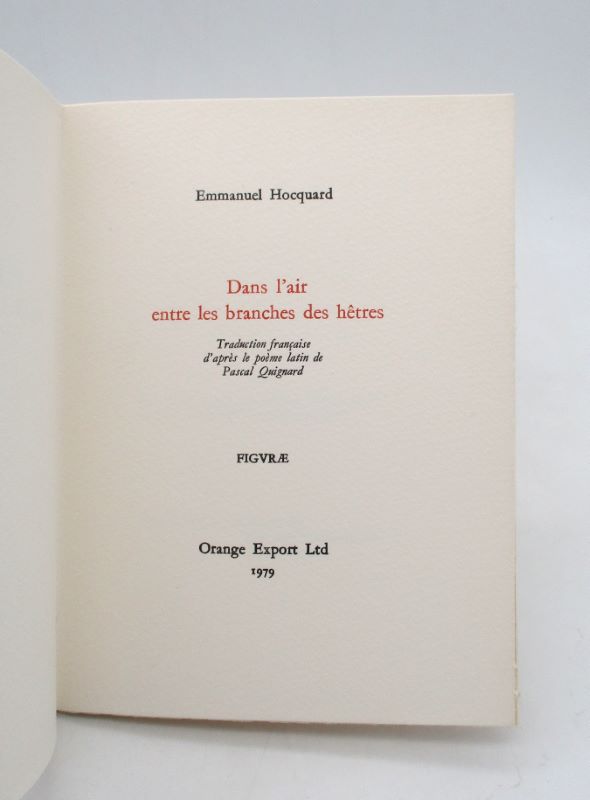 Emmanuel Hocquard
Dans l'air
entre les branches des hêtres
Traduction française
d'après le poème latin de
Pascal Quignard
FIGVRÆ
Orange Export Ltd
1979